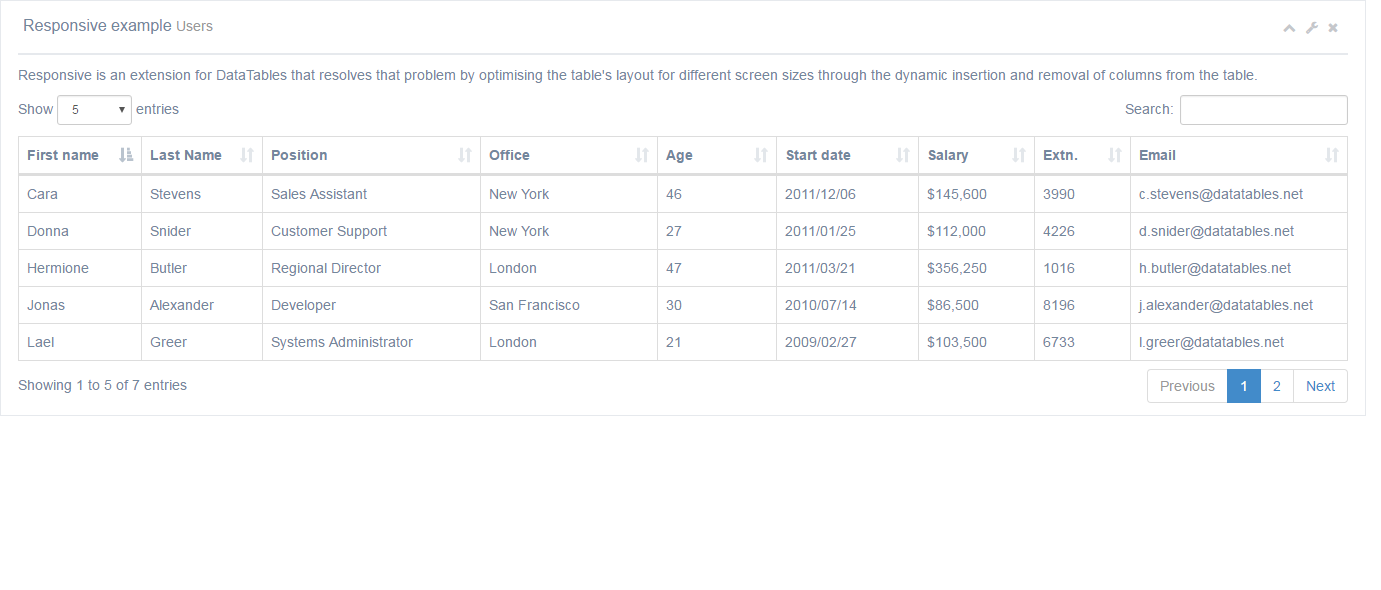 Responsive example Users
Responsive is an extension for DataTables that resolves that problem by optimising the table's layout for different screen sizes through the dynamic insertion and removal of columns from the table.
Show 5 entries Search:
First name Last Name Position Office Age Start date Salary Extn. Email
Cara Stevens Sales Assistant New York 46 2011/12/06 $145,600 3990 c.stevens@datatables.net
Donna Snider Customer Support New York 27 2011/01/25 $112,000 4226 d.snider@datatables.net
Hermione Butler Regional Director London 47 2011/03/21 $356,250 1016 h.butler@datatables.net
Jonas Alexander Developer San Francisco 30 2010/07/14 $86,500 8196 j.alexander@datatables.net
Lael Greer Systems Administrator London 21 2009/02/27 $103,500 6733 l.greer@datatables.net
Showing 1 to 5 of 7 entries Previous 1 2 Next